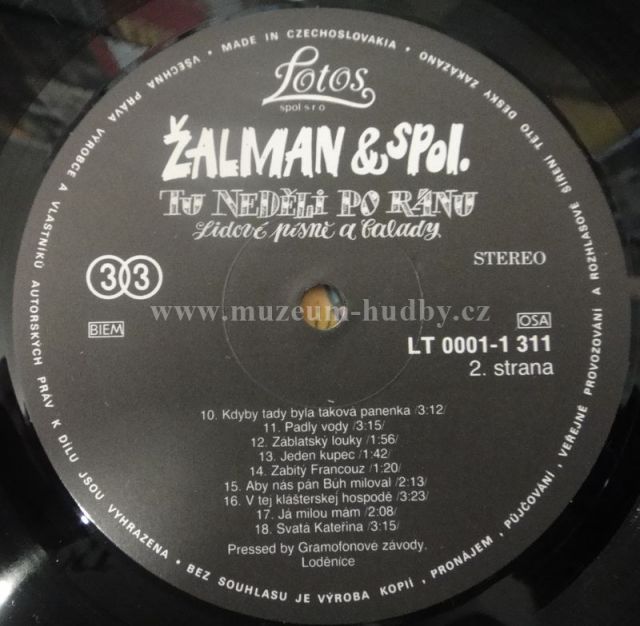 • VŠECHNA PRÁVA VÝROBCE A VLASTNÍKŮ AUTORSKÝCH PRÁV K DÍLU JSOU VYHRAZENA • BEZ SOUHLASU JE VÝROBA KOPIÍ , PRONÁJEM , PŮJČOVÁNÍ , VEŘEJNÉ PROVOZOVÁNÍ A ROZHLASOVÉ ŠÍŘENÍ TÉTO DESKY ZAKÁZÁNO • MADE IN CZECHOSLOVAKIA
Lotos
spol s r o
ŽALMAN & spol.
TU NEDĚLI PO RÁNU
Lidové písně a balady.
STEREO
33
www.muzeum-hudby.cz
BIEM
OSA
LT 0001-1 311
2. strana
10. Kdyby tady byla taková panenka /3:12/
11. Padly vody /3:15/
12. Záblatský louky /1:56/
13. Jeden kupec /1:42/
14. Zabitý Francouz /1:20/
15. Aby nás pán Bůh miloval /2:13/
16. V tej klášterskej hospodě /3:23/
17. Já milou mám /2:08/
18. Svatá Kateřina /3:15/
Pressed by Gramofonove závody.
Loděnice